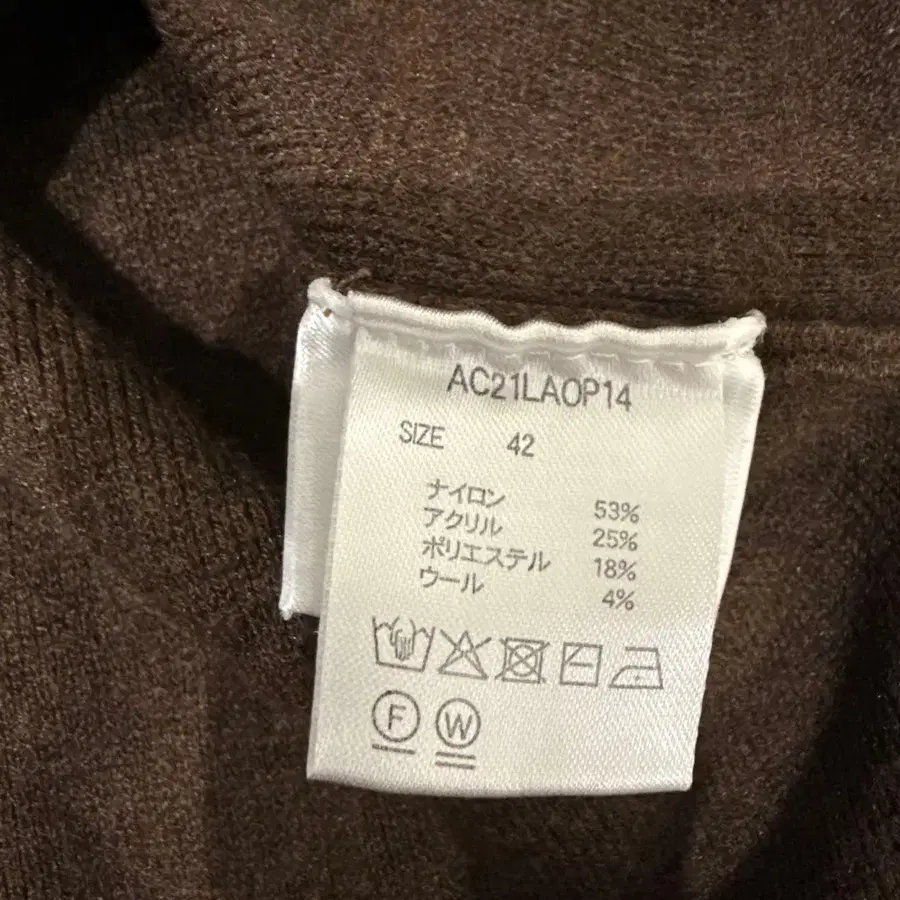 AC21LAOP14
SIZE 42
ナイロン 53%
アクリル 25%
ポリエステル 18%
ウール 4%
F W